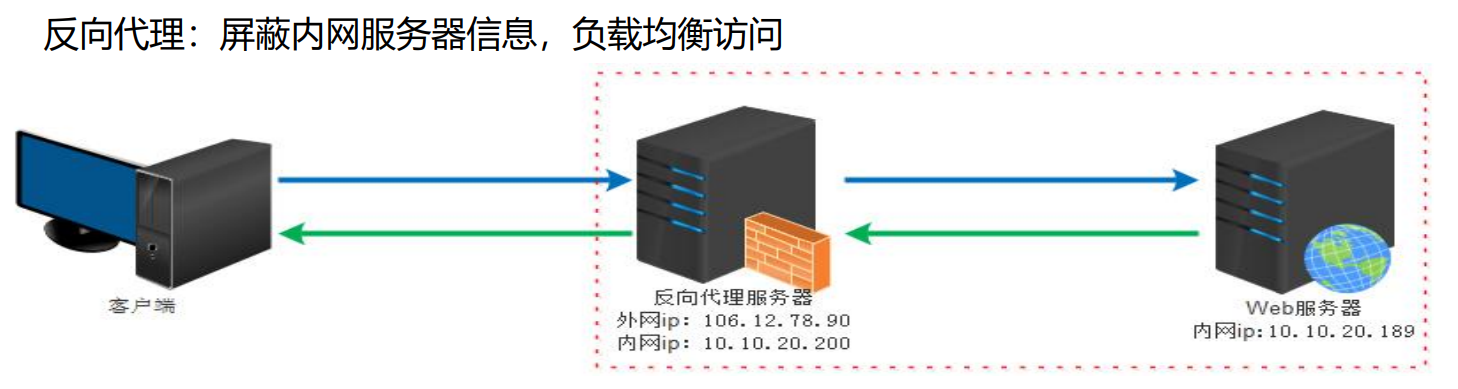 反向代理：屏蔽内网服务器信息，负载均衡访问
客户端
反向代理服务器
外网ip：106.12.78.90
内网ip：10.10.20.200
Web服务器
内网ip:10.10.20.189